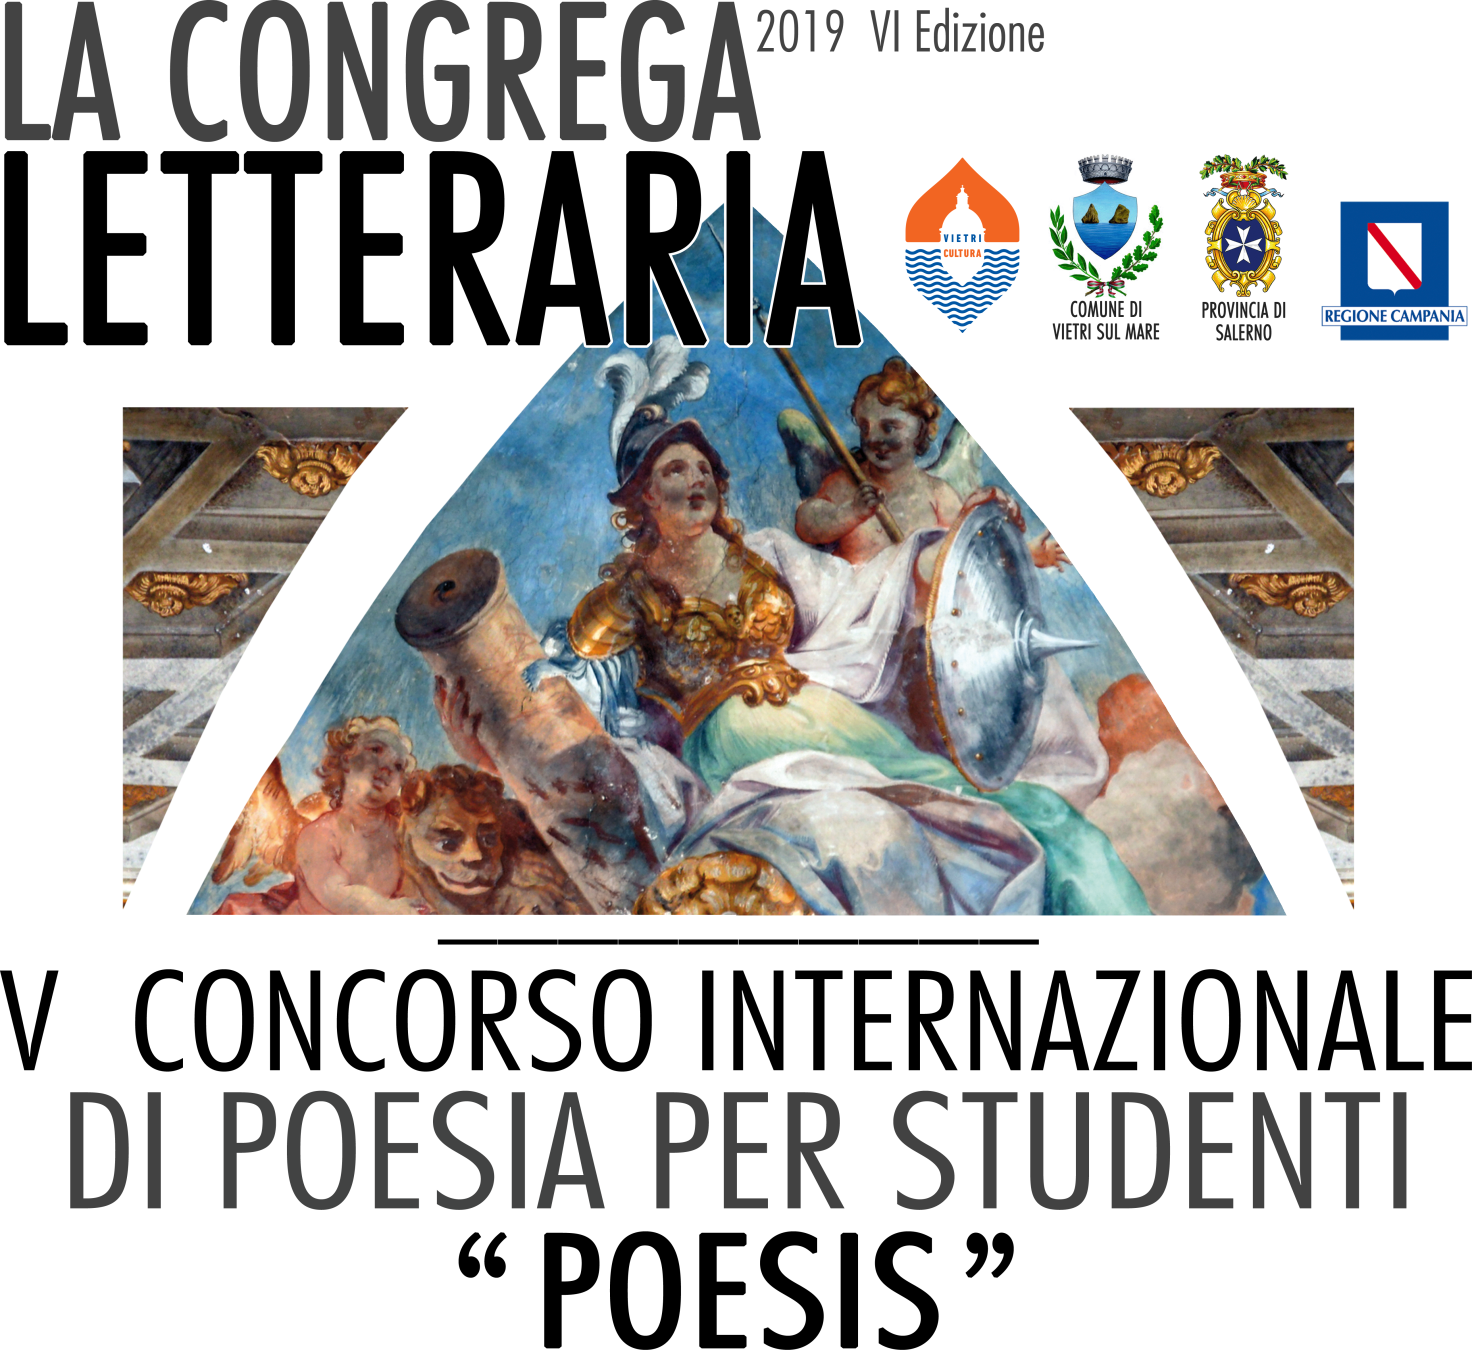 LA CONGREGA
2019 VI Edizione
LETTERARIA
VIETRI
CULTURA
COMUNE DI
VIETRI SUL MARE
PROVINCIA DI
SALERNO
REGIONE CAMPANIA
V CONCORSO INTERNAZIONALE
DI POESIA PER STUDENTI
“ POESIS ”